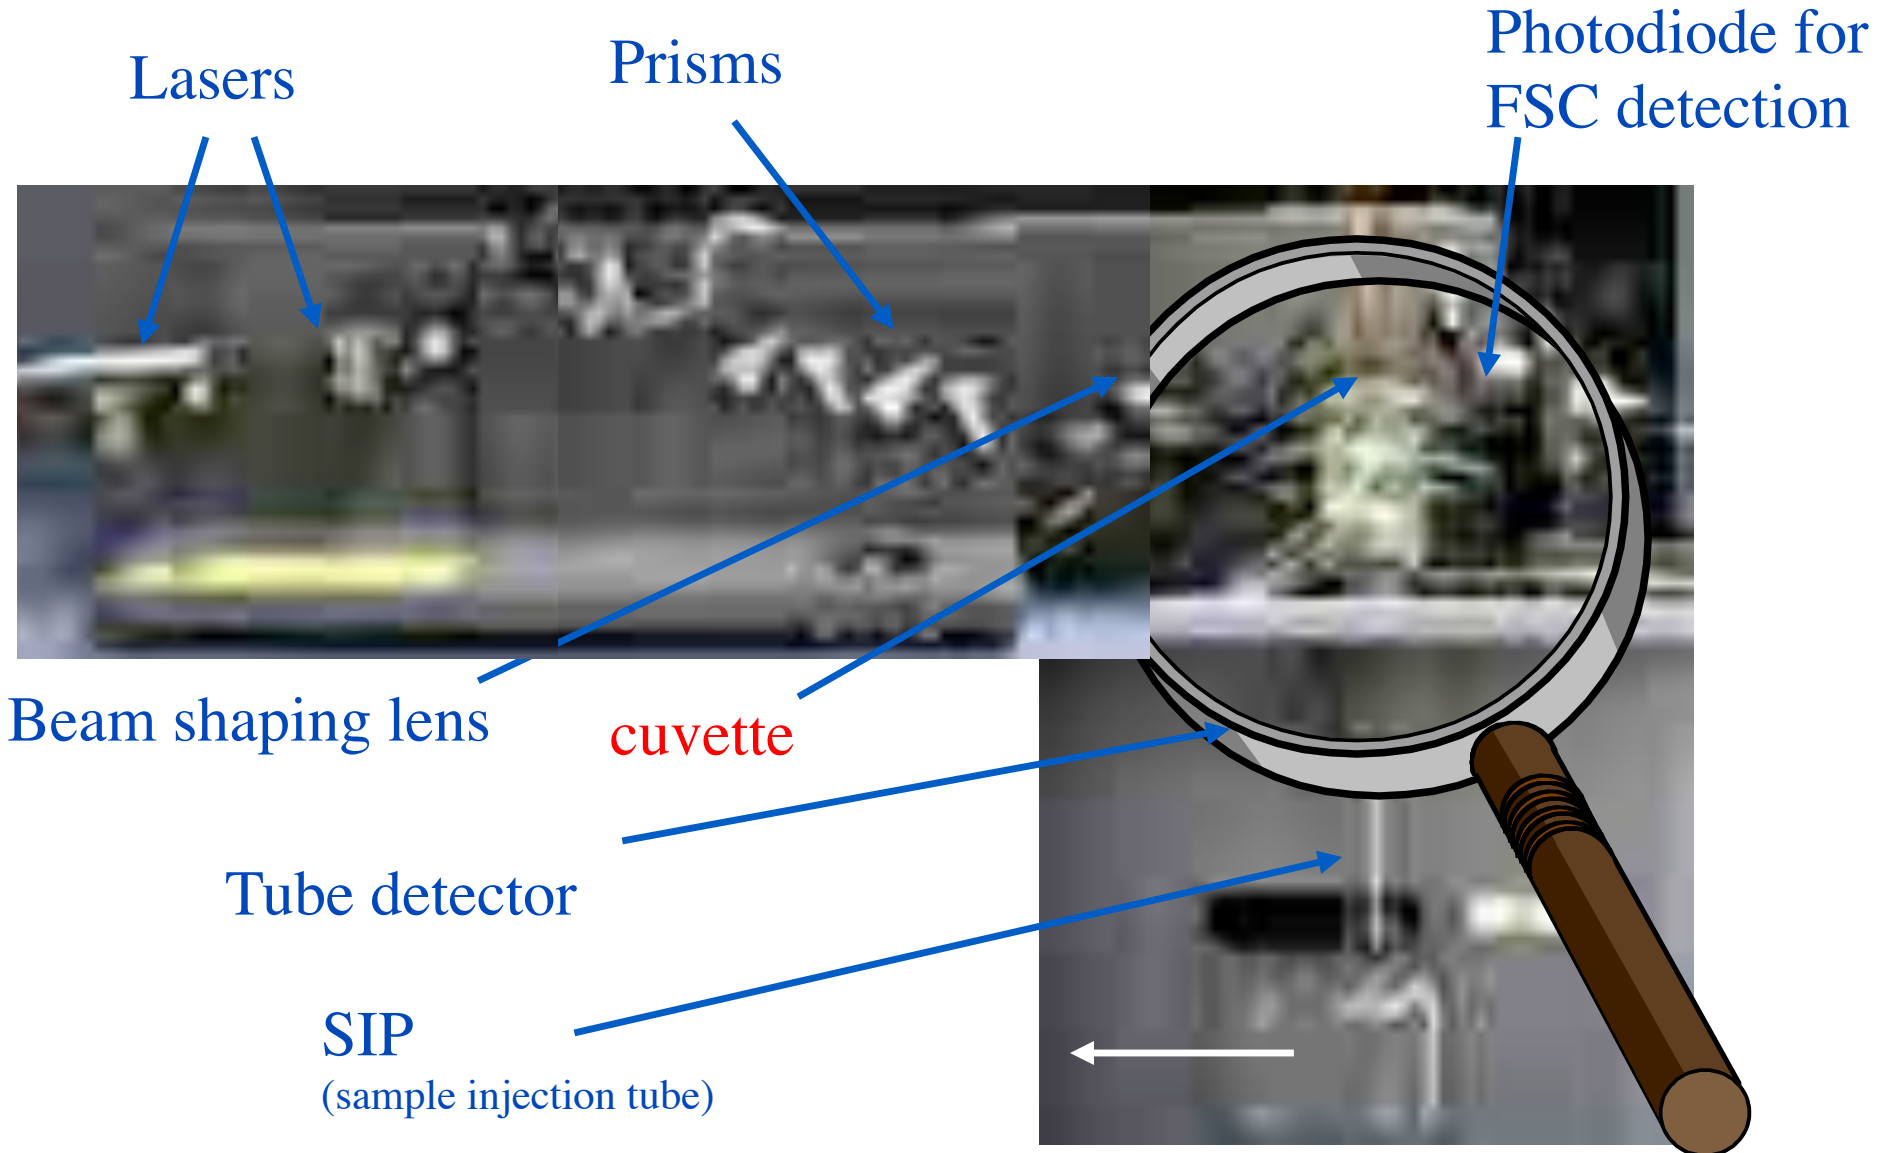 Lasers
Prisms
Photodiode for
FSC detection
Beam shaping lens
cuvette
Tube detector
SIP
(sample injection tube)